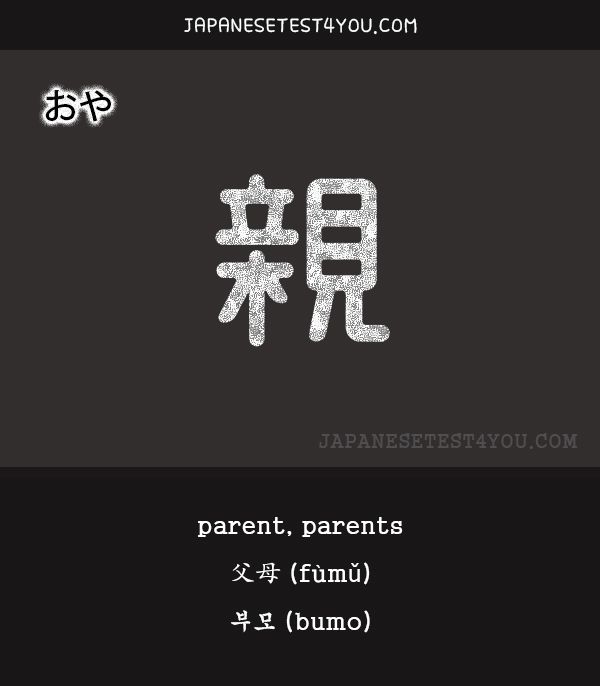 JAPANESETEST4YOU.COM
おや
親
JAPANESETEST4YOU.COM
parent, parents
父母 (fùmǔ)
부모 (bumo)